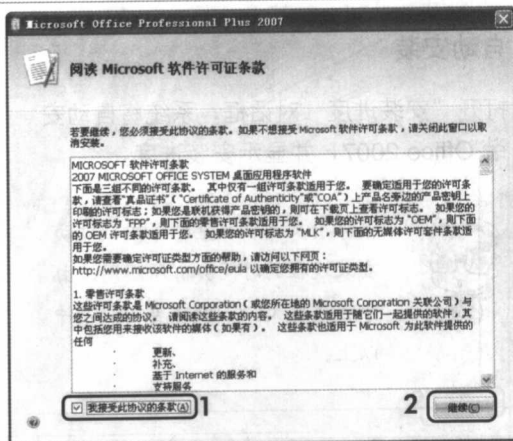 Microsoft Office Professional Plus 2007
阅读 Microsoft 软件许可证条款
若要继续，您必须接受此协议的条款。如果不想接受 Microsoft 软件许可条款，请关闭此窗口以取
消安装。
MICROSOFT 软件许可条款
2007 MICROSOFT OFFICE SYSTEM 桌面应用程序软件
下面是三组不同的许可条款。 其中仅有一组许可条款适用于您。 要确定适用于您的许可条
款，请查看“真品证书”（“Certificate of Authenticity”或“COA”）上产品名旁边的产品密钥上
印刷的许可标志；如果您是联机获得产品密钥的，则可在下载页上查看许可标志。 如果您的
许可标志为“FPP”，则下面的零售许可条款适用于您。 如果您的许可标志为“OEM”，则下面
的 OEM 许可条款适用于您。 如果您的许可标志为“MLK”，则下面的无媒体许可套件条款适
用于您。
如果您需要确定许可证类型方面的帮助，请访问以下网页：
http://www.microsoft.com/office/eula 以确定您拥有的许可证类型。
1. 零售许可条款
这些许可条款是 Microsoft Corporation（或您所在地的 Microsoft Corporation 关联公司）与
您之间达成的协议。 请阅读这些条款的内容。 这些条款适用于随它们一起提供的软件，其
中包括您用来接收该软件的媒体（如果有）。 这些条款也适用于 Microsoft 为此软件提供的
任何
· 更新、
· 补充、
· 基于 Internet 的服务和
· 支持服务
我接受此协议的条款(A) 1
2 继续(C)